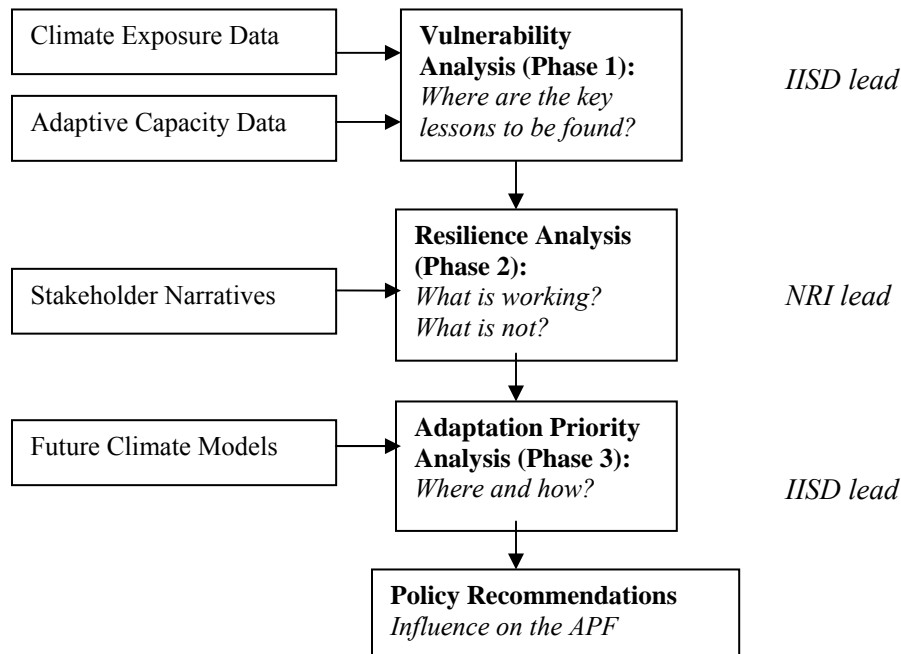 Climate Exposure Data
Vulnerability
Analysis (Phase 1):
Where are the key
lessons to be found?
IISD lead
Adaptive Capacity Data
Resilience Analysis
(Phase 2):
What is working?
What is not?
Stakeholder Narratives
NRI lead
Adaptation Priority
Analysis (Phase 3):
Where and how?
Future Climate Models
IISD lead
Policy Recommendations
Influence on the APF